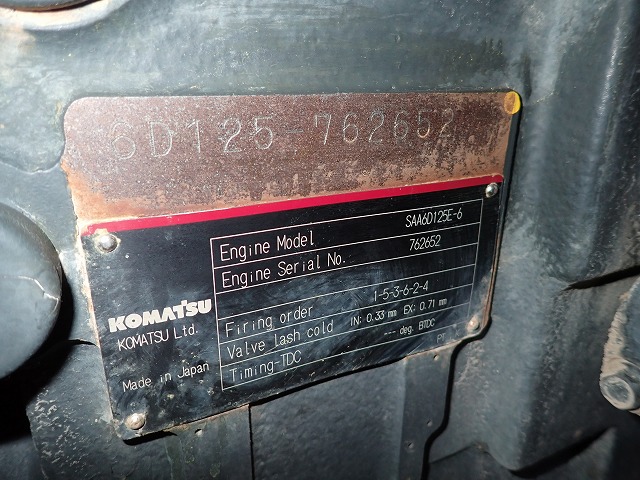 6D125-762652
Engine Model SAA6D125E-6
Engine Serial No. 762652
KOMATSU
KOMATSU Ltd.
Made in Japan
Firing order 1-5-3-6-2-4
Valve lash cold IN: 0.33 mm EX: 0.71 mm
Timing-TDC --- deg. BTDC